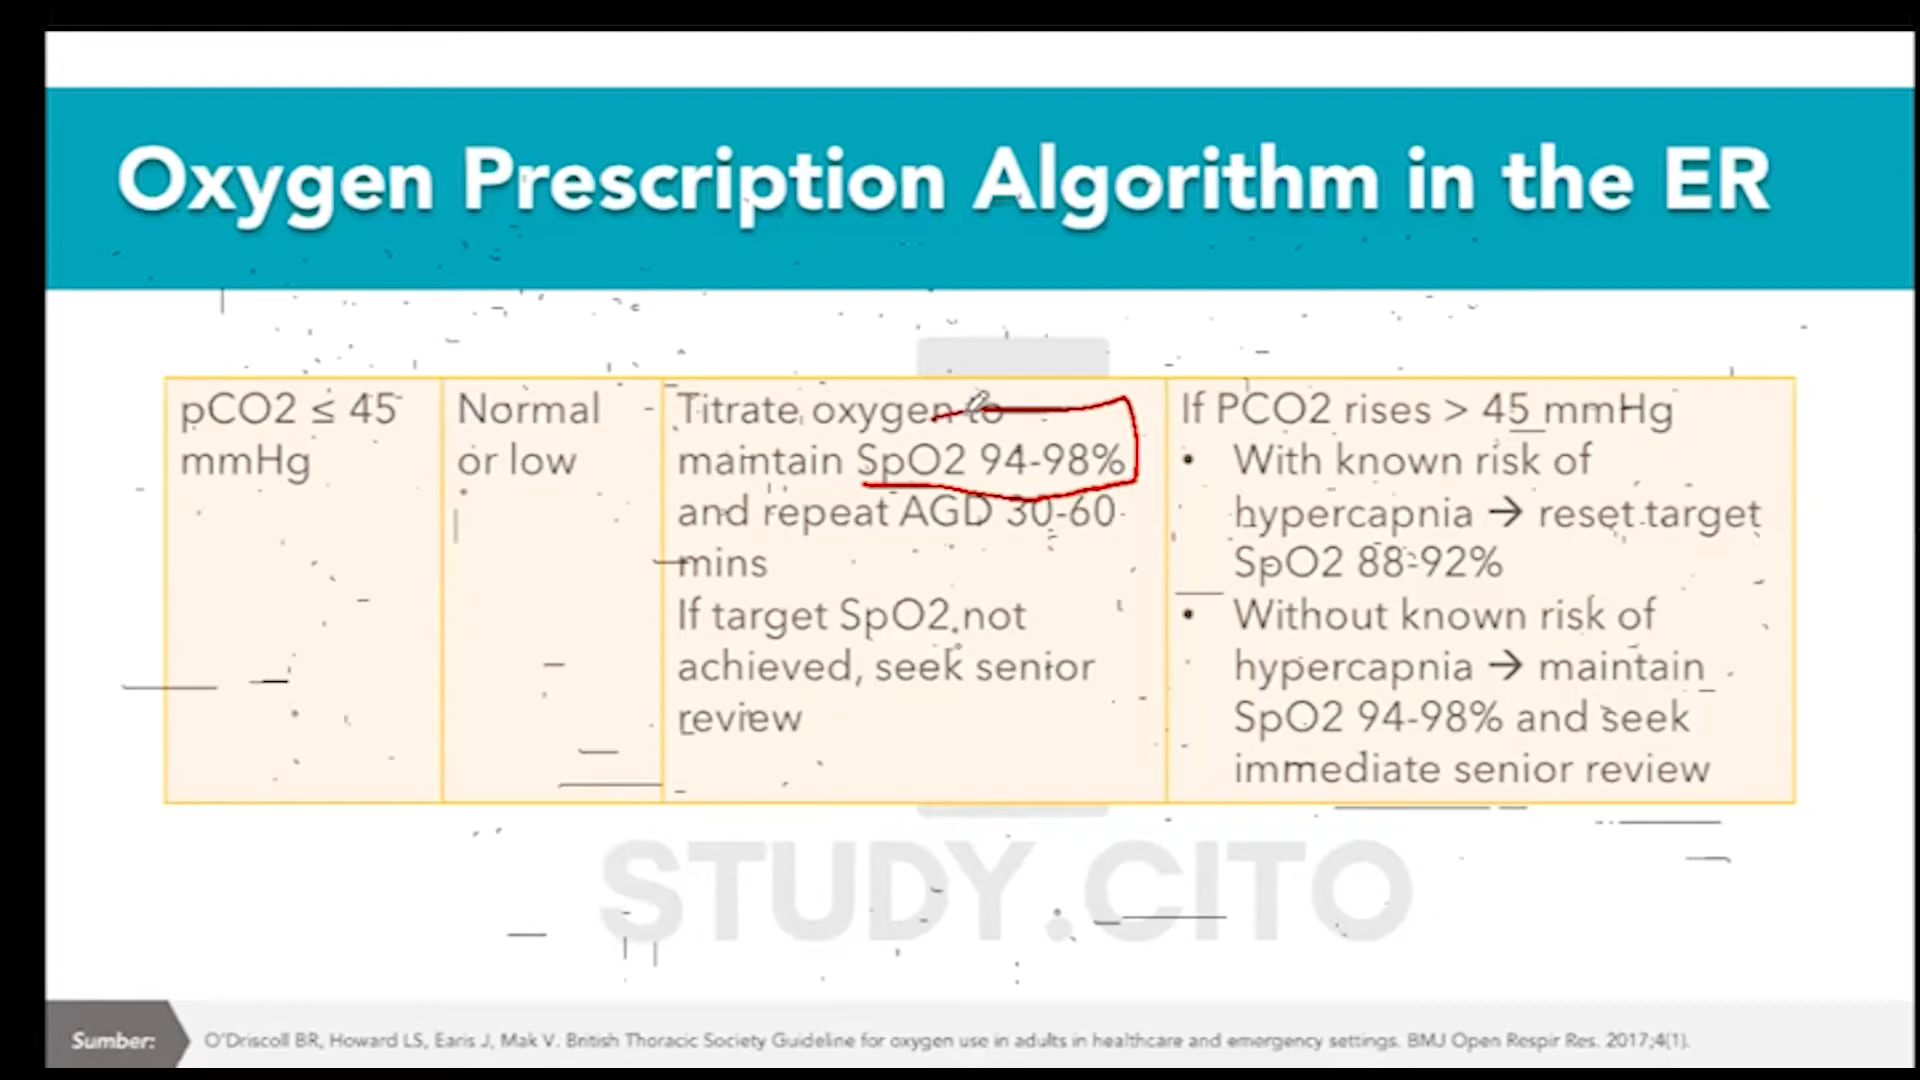 Oxygen Prescription Algorithm in the ER
pCO2 ≤ 45
mmHg
Normal
or low
Titrate oxygen to
maintain SpO2 94-98%
and repeat AGD 30-60
mins
If target SpO2 not
achieved, seek senior
review
If PCO2 rises > 45 mmHg
• With known risk of
hypercapnia → reset target
SpO2 88-92%
• Without known risk of
hypercapnia → maintain
SpO2 94-98% and seek
immediate senior review
STUDY.CITO
Sumber:
O'Driscoll BR, Howard LS, Earis J, Mak V. British Thoracic Society Guideline for oxygen use in adults in healthcare and emergency settings. BMJ Open Respir Res. 2017;4(1).